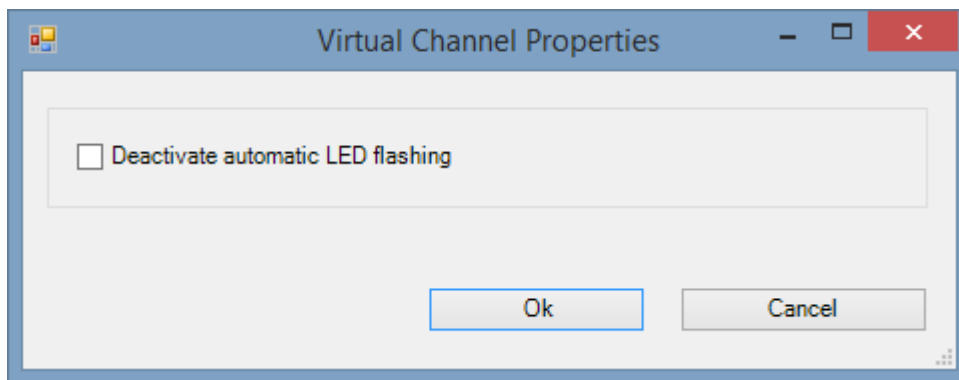 Virtual Channel Properties
Deactivate automatic LED flashing
Ok
Cancel